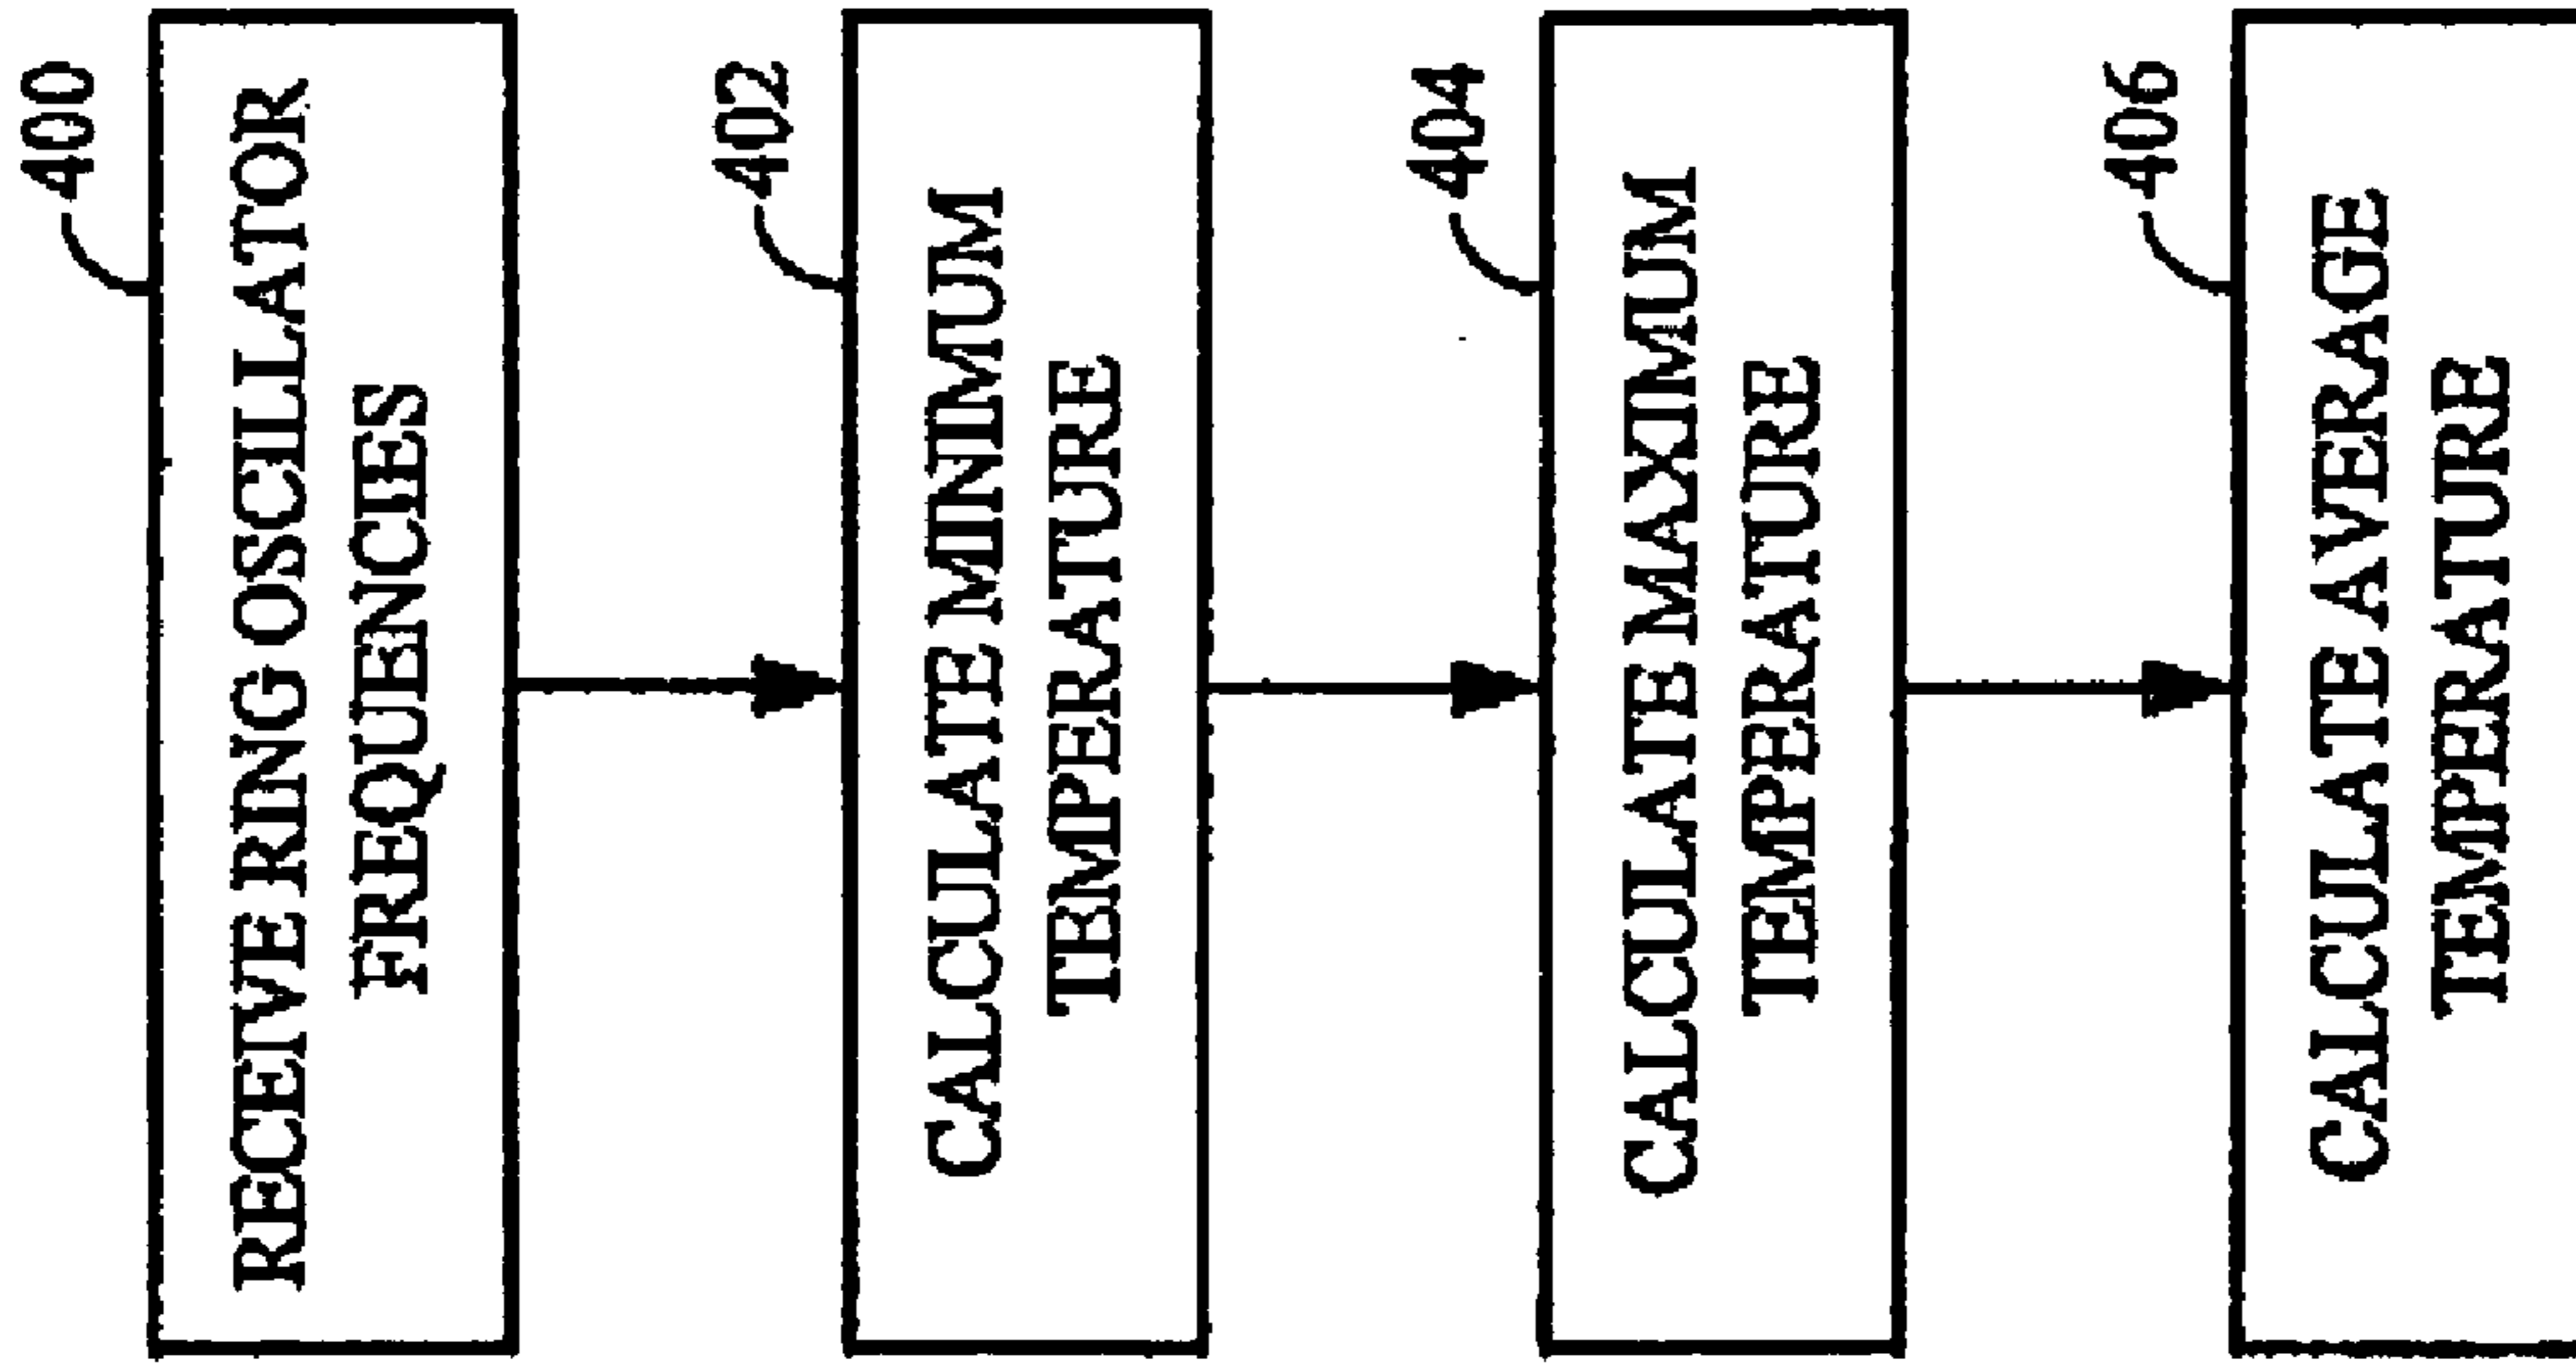 400
RECEIVE RING OSCILLATOR
FREQUENCIES
402
CALCULATE MINIMUM
TEMPERATURE
404
CALCULATE MAXIMUM
TEMPERATURE
406
CALCULATE AVERAGE
TEMPERATURE